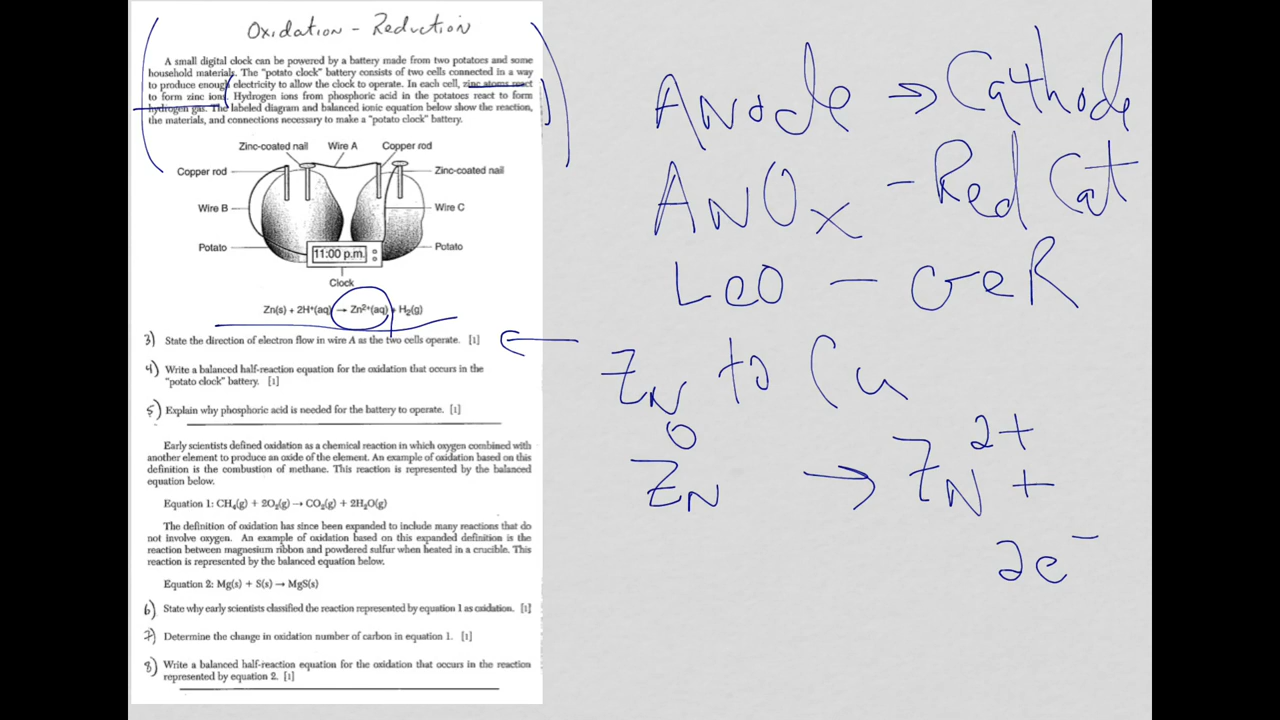 Oxidation - Reduction
A small digital clock can be powered by a battery made from two potatoes and some
household materials. The "potato clock" battery consists of two cells connected in a way
to produce enough electricity to allow the clock to operate. In each cell, zinc atoms react
to form zinc ions. Hydrogen ions from phosphoric acid in the potatoes react to form
hydrogen gas. The labeled diagram and balanced ionic equation below show the reaction,
the materials, and connections necessary to make a "potato clock" battery.
Zinc-coated nail Wire A Copper rod
Copper rod Zinc-coated nail
Wire B Wire C
Potato Potato
11:00 p.m.
Clock
Zn(s) + 2H⁺(aq) → Zn²⁺(aq) + H₂(g)
3) State the direction of electron flow in wire A as the two cells operate. [1]
4) Write a balanced half-reaction equation for the oxidation that occurs in the
"potato clock" battery. [1]
5) Explain why phosphoric acid is needed for the battery to operate. [1]
Early scientists defined oxidation as a chemical reaction in which oxygen combined with
another element to produce an oxide of the element. An example of oxidation based on this
definition is the combustion of methane. This reaction is represented by the balanced
equation below.
Equation 1: CH₄(g) + 2O₂(g) → CO₂(g) + 2H₂O(g)
The definition of oxidation has since been expanded to include many reactions that do
not involve oxygen. An example of oxidation based on this expanded definition is the
reaction between magnesium ribbon and powdered sulfur when heated in a crucible. This
reaction is represented by the balanced equation below.
Equation 2: Mg(s) + S(s) → MgS(s)
6) State why early scientists classified the reaction represented by equation 1 as oxidation. [1]
7) Determine the change in oxidation number of carbon in equation 1. [1]
8) Write a balanced half-reaction equation for the oxidation that occurs in the reaction
represented by equation 2. [1]
ANode → Cathode
ANOx - Red Cat
LeO - GeR
ZN to Cu
ZN⁰ → ZN²⁺ +
2e⁻